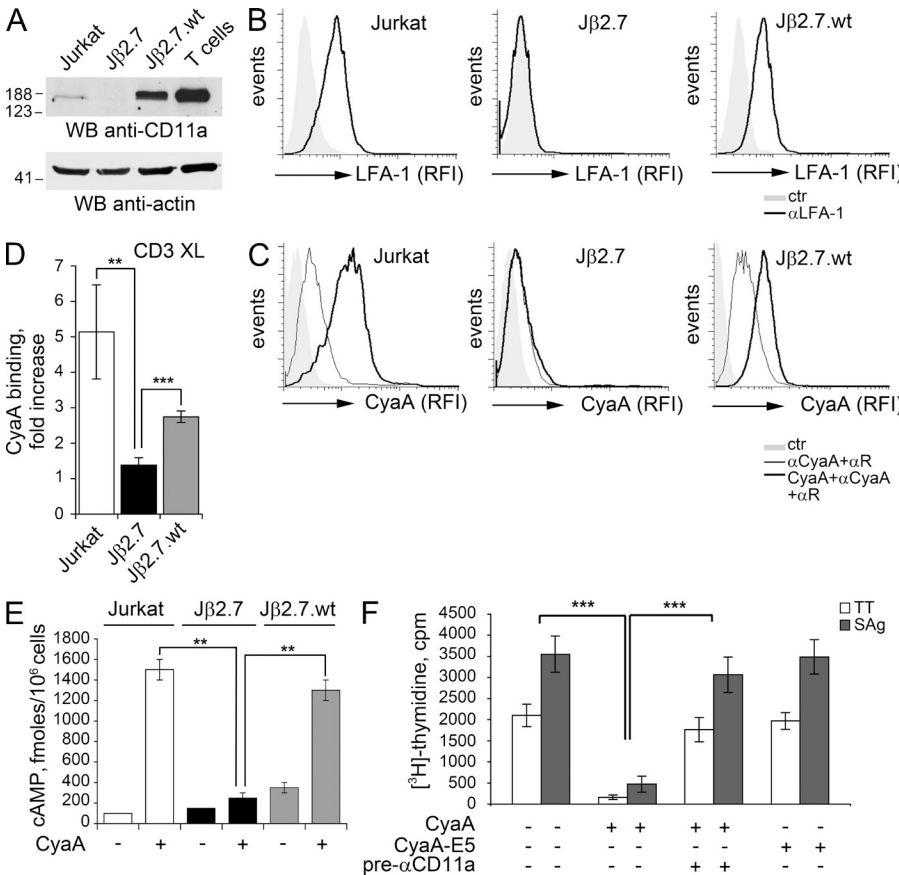 A
Jurkat
Jβ2.7
Jβ2.7.wt
T cells
188
123
WB anti-CD11a
41
WB anti-actin
B
Jurkat
Jβ2.7
Jβ2.7.wt
events
events
events
LFA-1 (RFI)
LFA-1 (RFI)
LFA-1 (RFI)
ctr
αLFA-1
D
CD3 XL
CyaA binding,
fold increase
7
6
5
4
3
2
1
0
**
***
Jurkat
Jβ2.7
Jβ2.7.wt
C
Jurkat
Jβ2.7
Jβ2.7.wt
events
events
events
CyaA (RFI)
CyaA (RFI)
CyaA (RFI)
ctr
αCyaA+αR
CyaA+αCyaA
+αR
E
Jurkat
Jβ2.7
Jβ2.7.wt
cAMP, fmoles/10⁶ cells
1800
1600
1400
1200
1000
800
600
400
200
0
**
**
CyaA - + - + - +
F
TT
SAg
[³H]-thymidine, cpm
4500
4000
3500
3000
2500
2000
1500
1000
500
0
***
***
CyaA - - + + + +
CyaA-E5 - - - - - - + +
pre-αCD11a - - - - + + - -